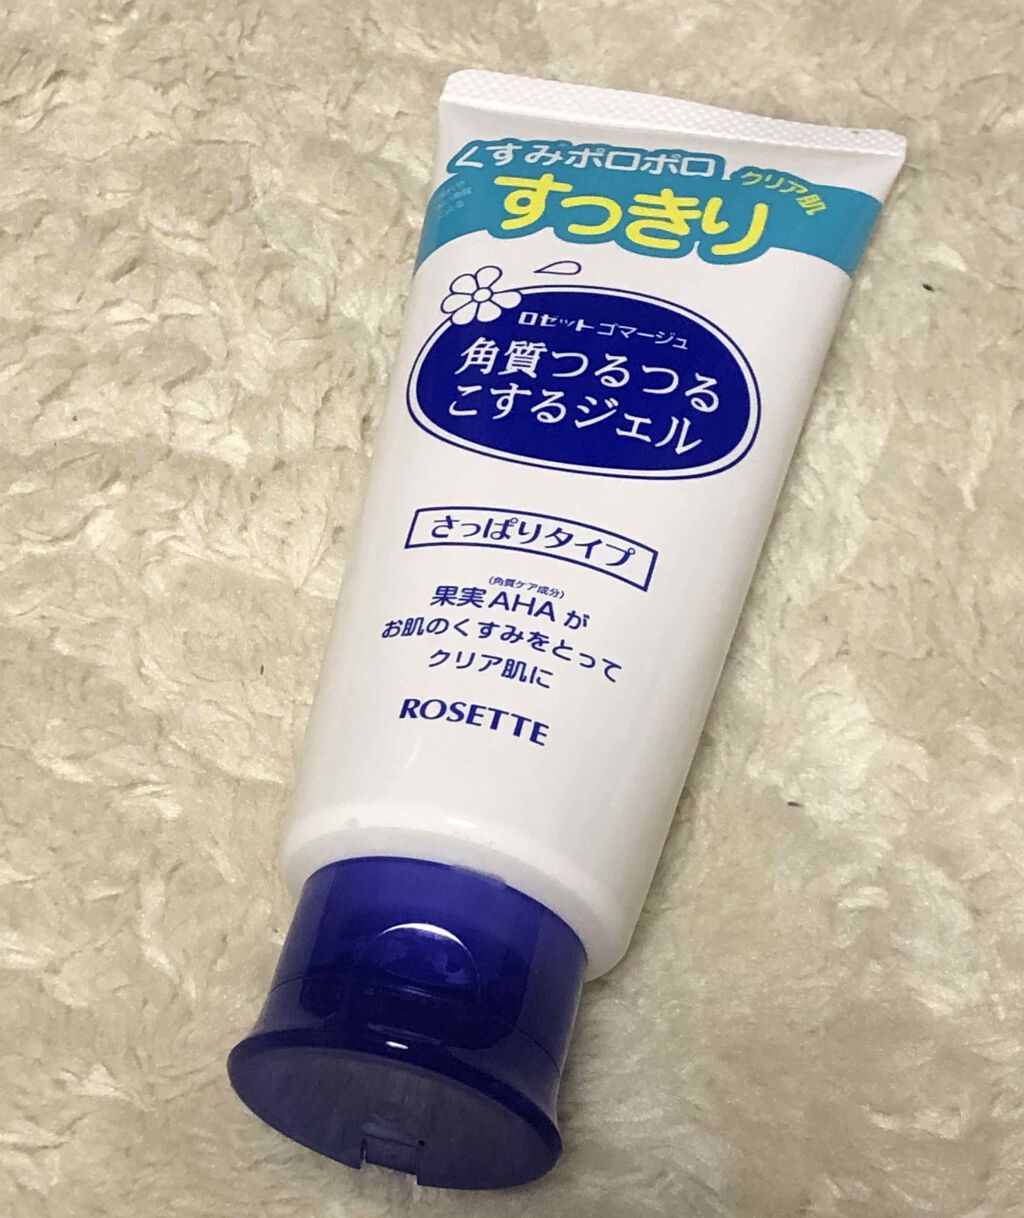 くすみポロポロ
クリア肌
すっきり
ロゼットゴマージュ
角質つるつる
こするジェル
さっぱりタイプ
(角質ケア成分)
果実AHAが
お肌のくすみをとって
クリア肌に
ROSETTE